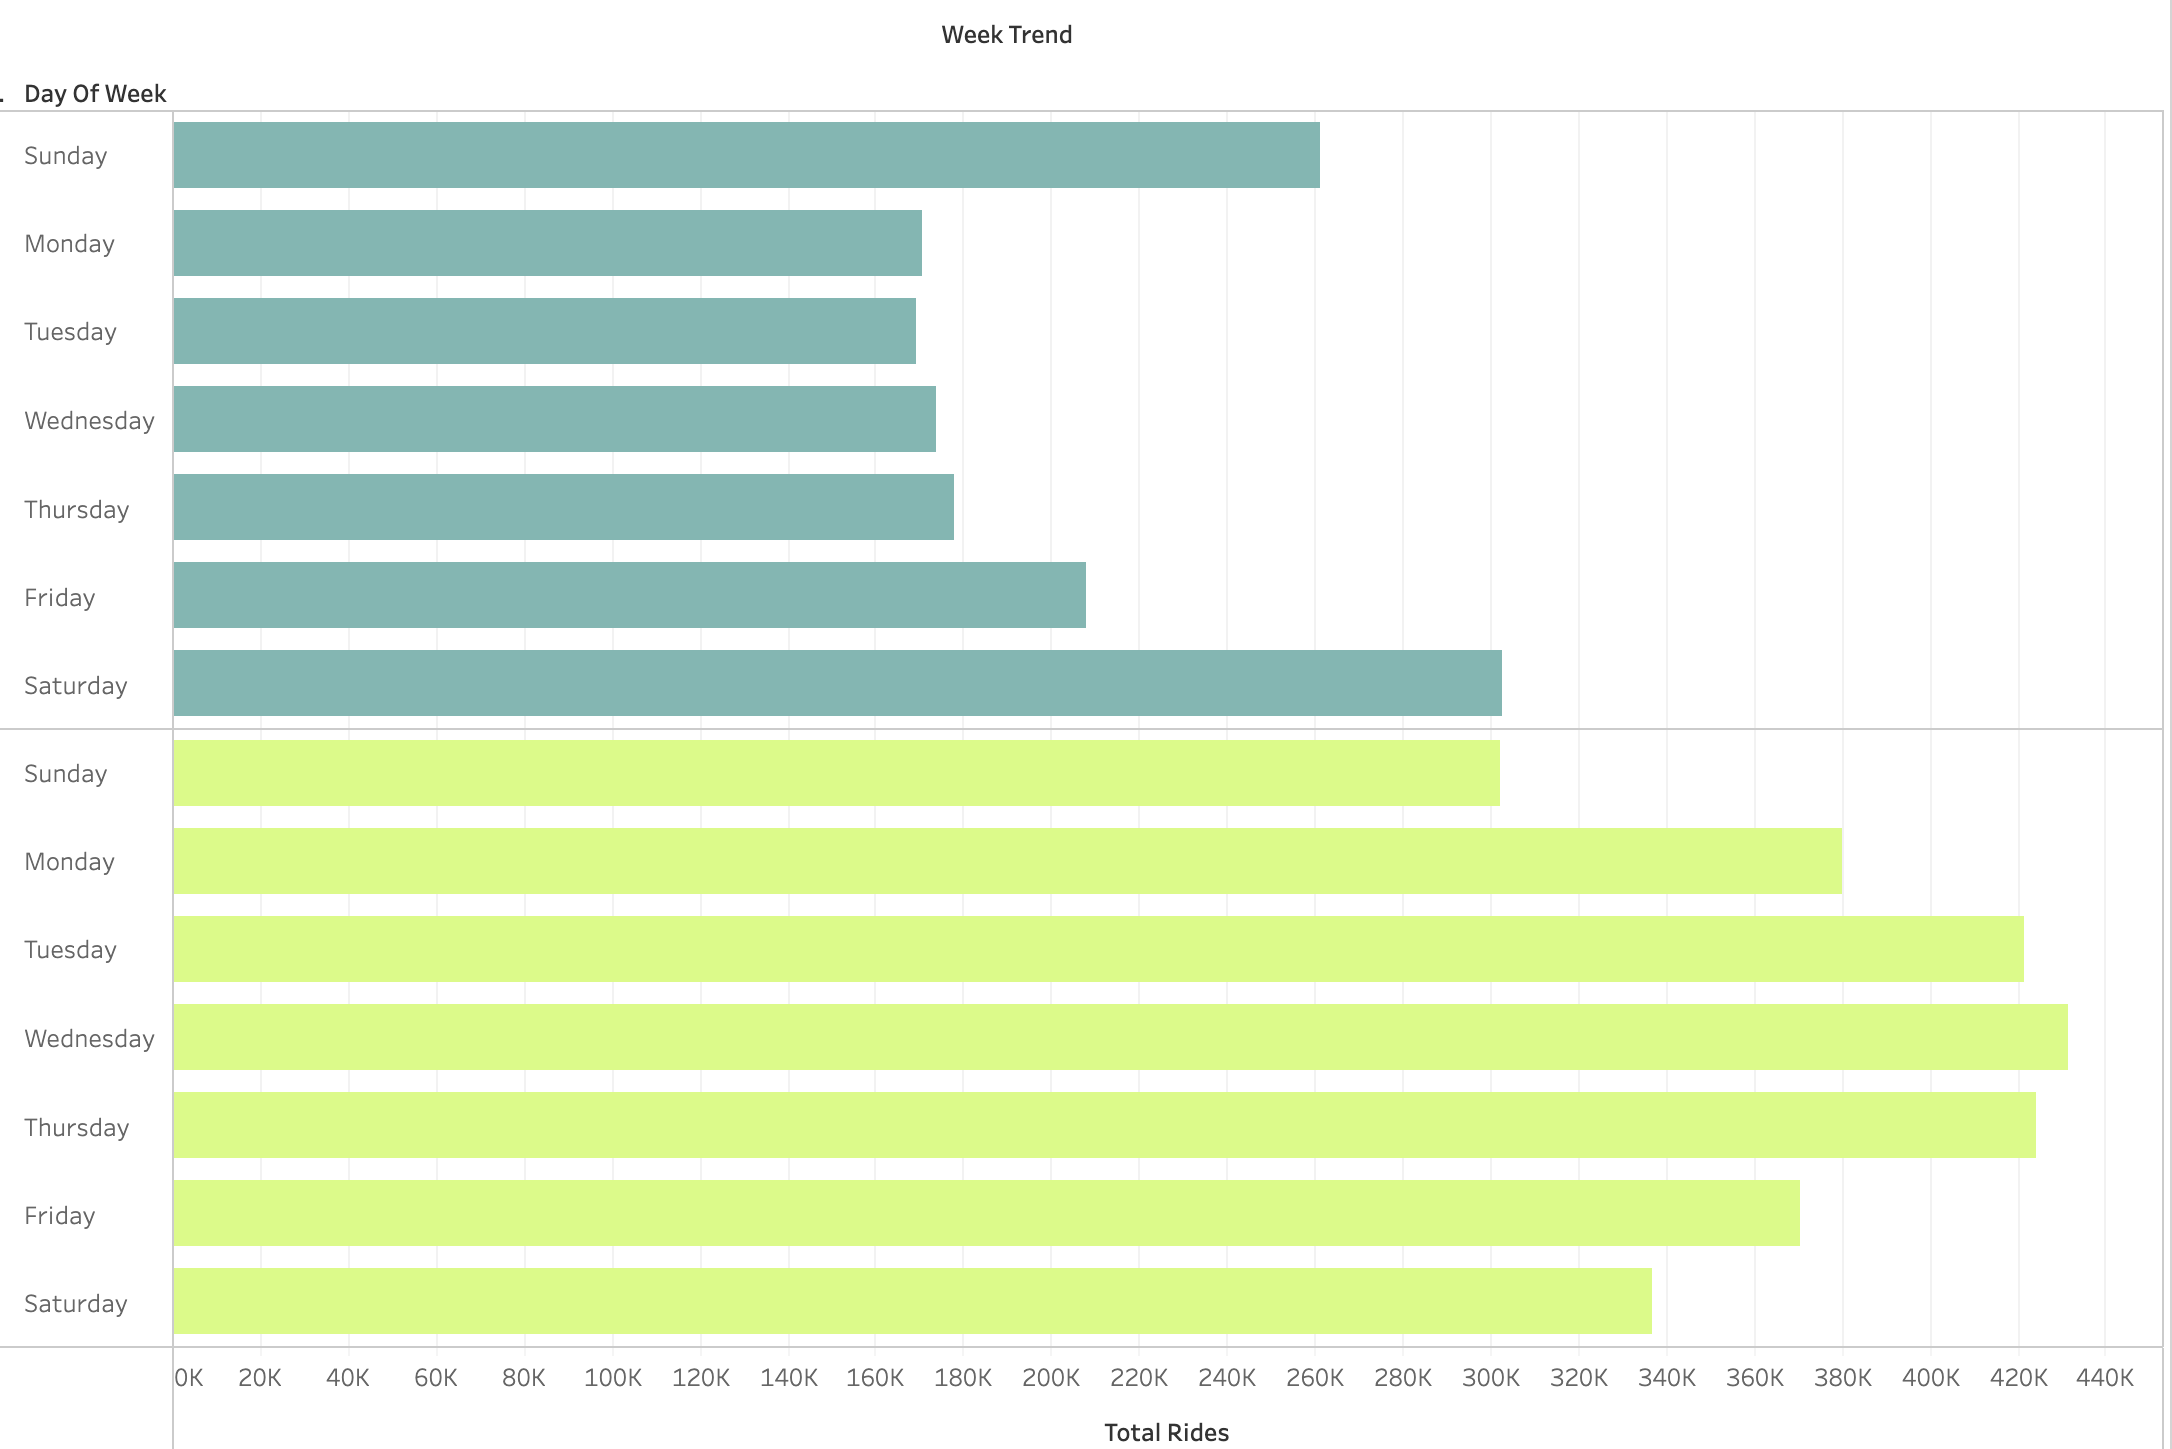 Week Trend
. Day Of Week
Sunday
Monday
Tuesday
Wednesday
Thursday
Friday
Saturday
Sunday
Monday
Tuesday
Wednesday
Thursday
Friday
Saturday
0K 20K 40K 60K 80K 100K 120K 140K 160K 180K 200K 220K 240K 260K 280K 300K 320K 340K 360K 380K 400K 420K 440K
Total Rides